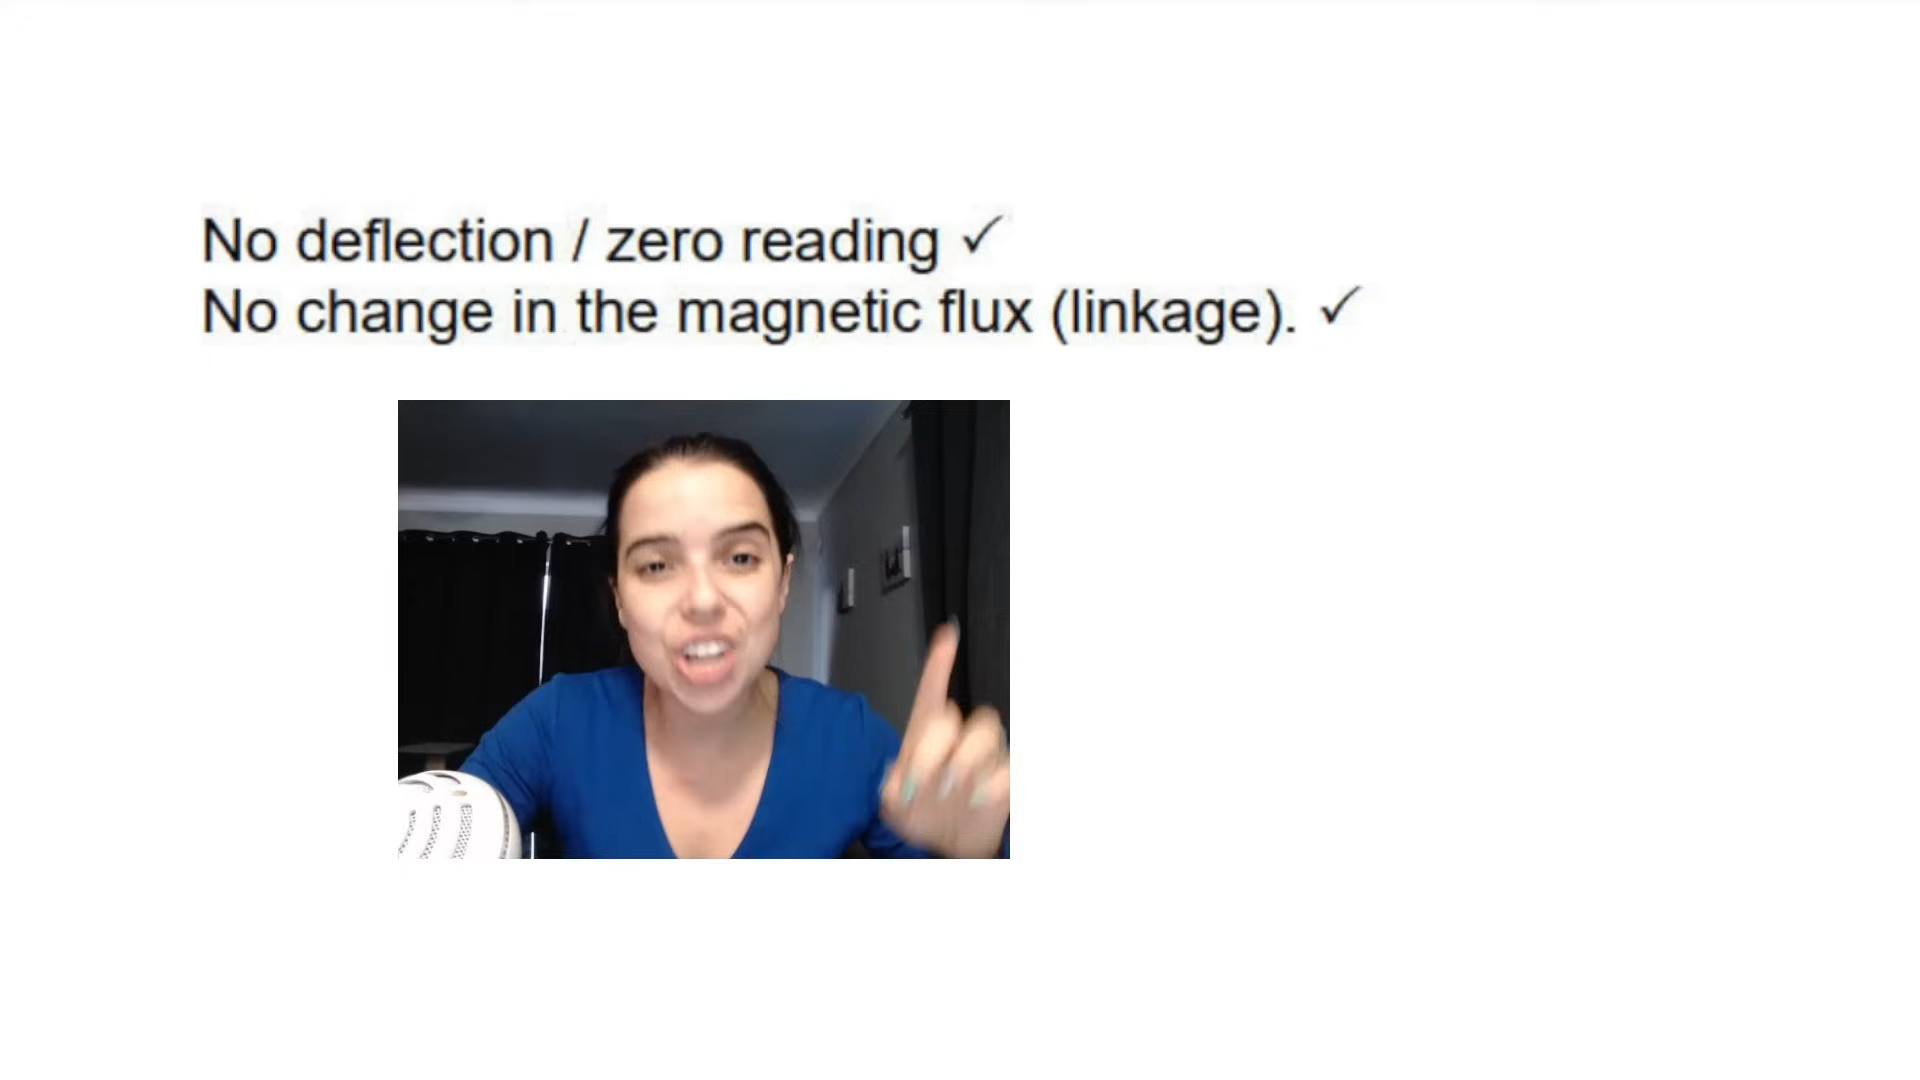 No deflection / zero reading ✓
No change in the magnetic flux (linkage). ✓